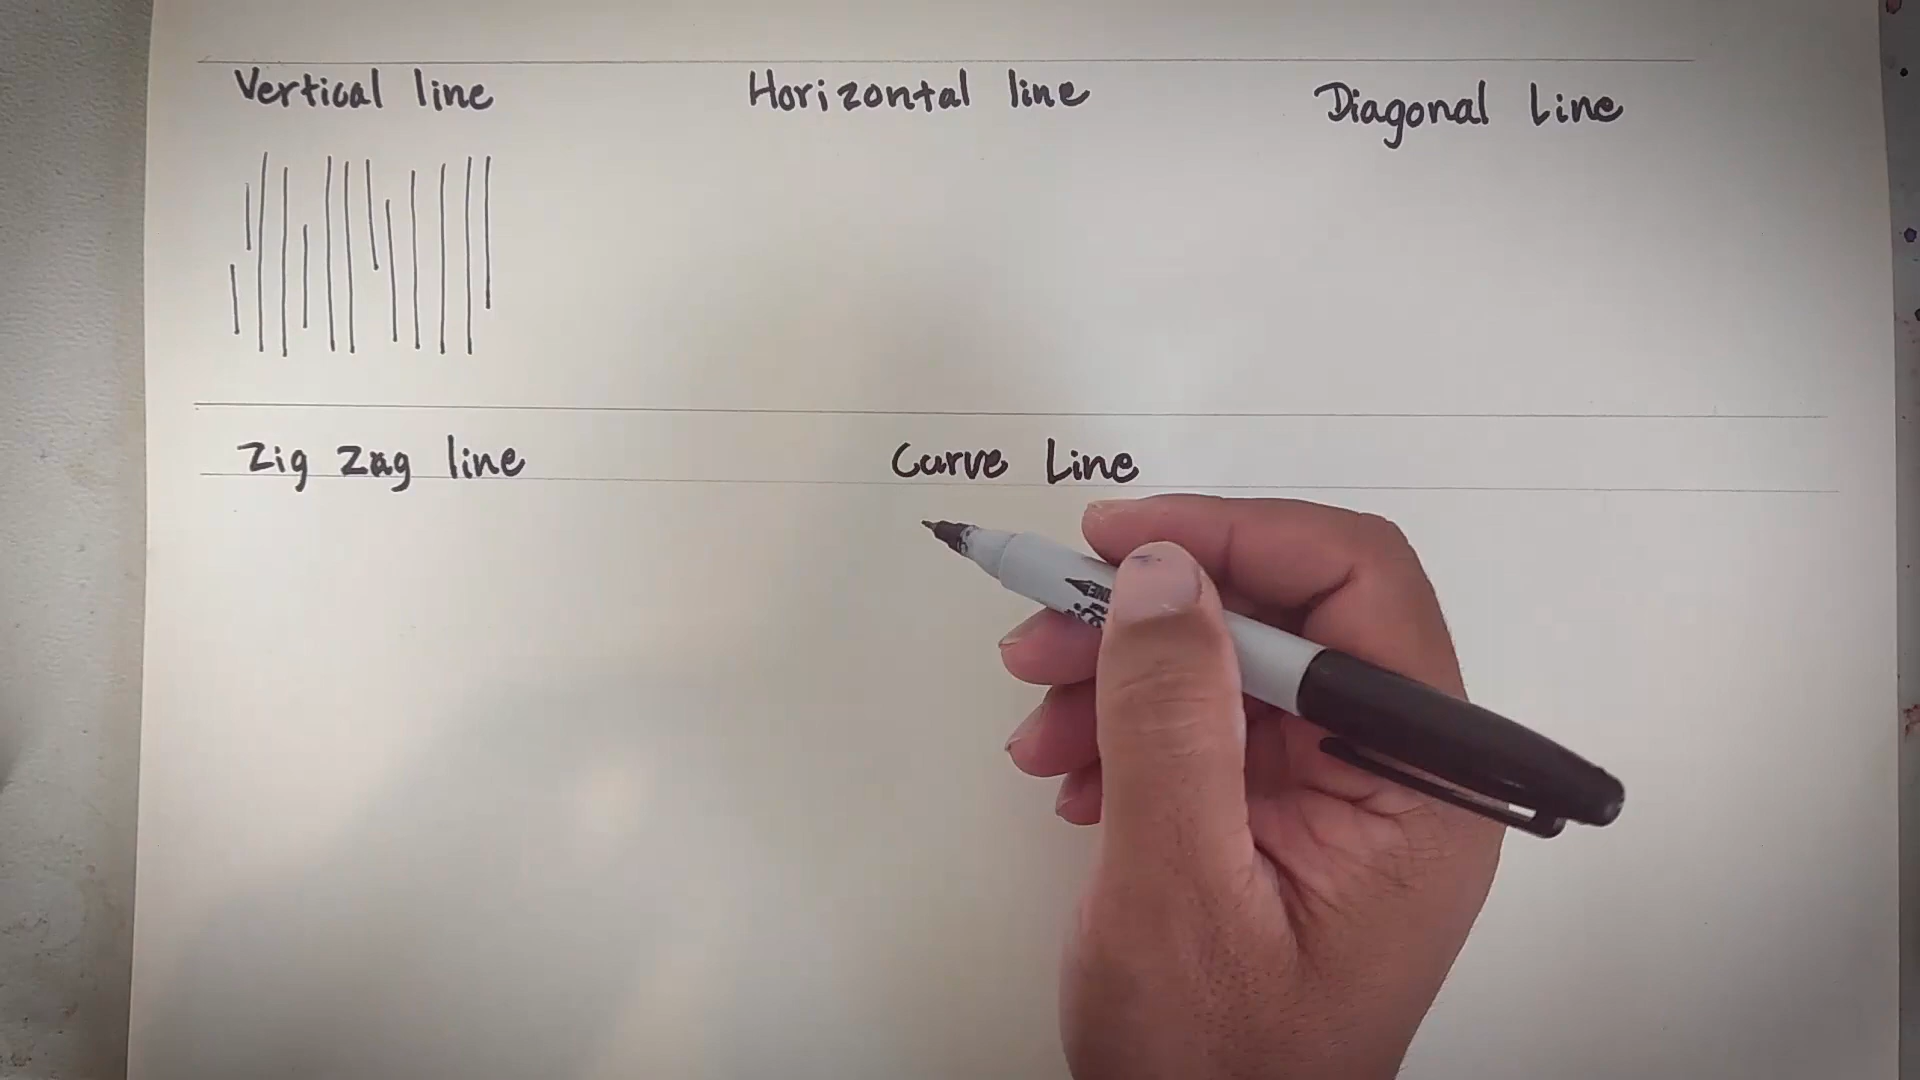 Vertical line
Horizontal line
Diagonal Line
Zig Zag line
Curve Line